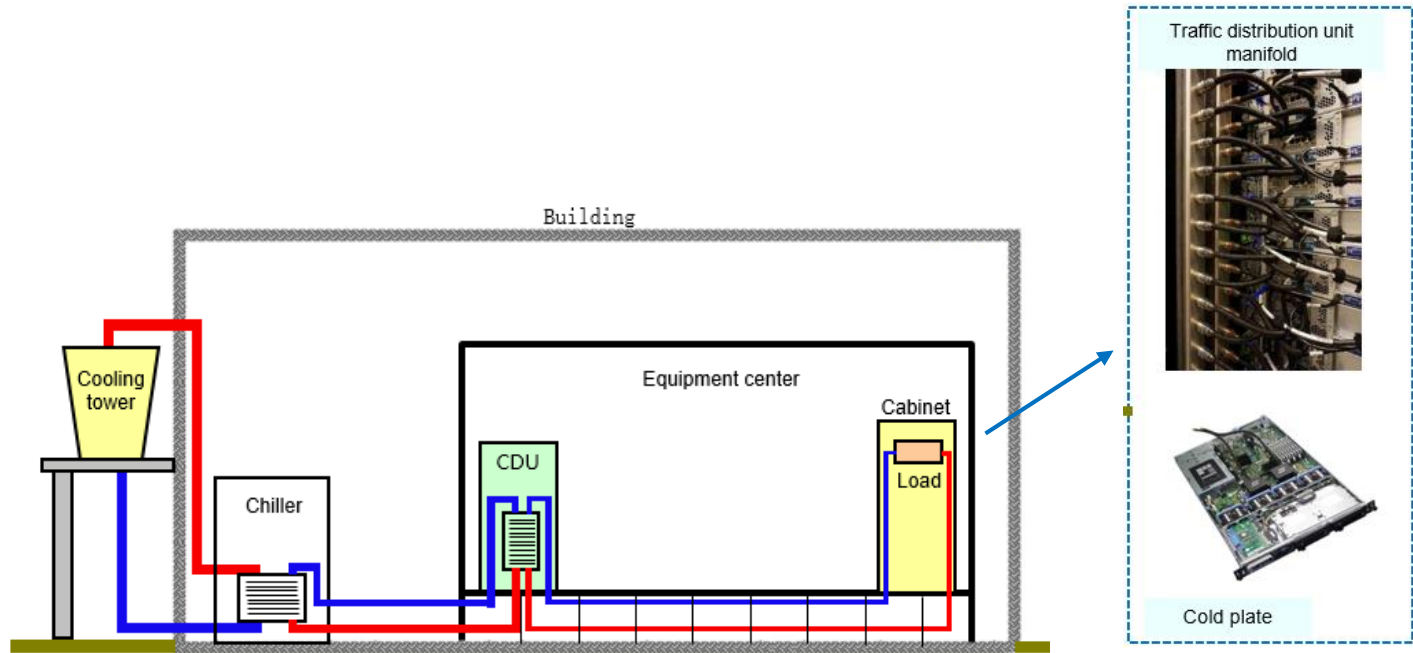 Traffic distribution unit
manifold
Building
Cooling
tower
Equipment center
Cabinet
CDU
Load
Chiller
Cold plate